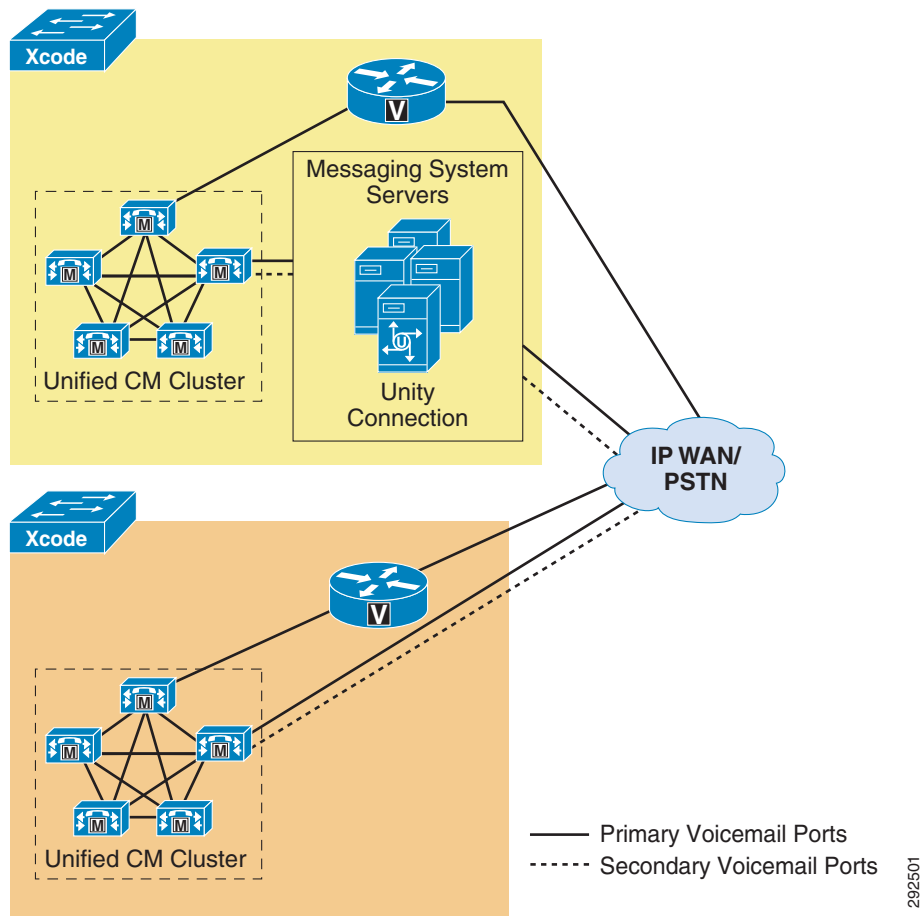 Xcode
V
Messaging System
Servers
M
M
M
M
M
U
Unified CM Cluster
Unity
Connection
IP WAN/
PSTN
Xcode
V
M
M
M
M
M
Unified CM Cluster
Primary Voicemail Ports
Secondary Voicemail Ports
292501